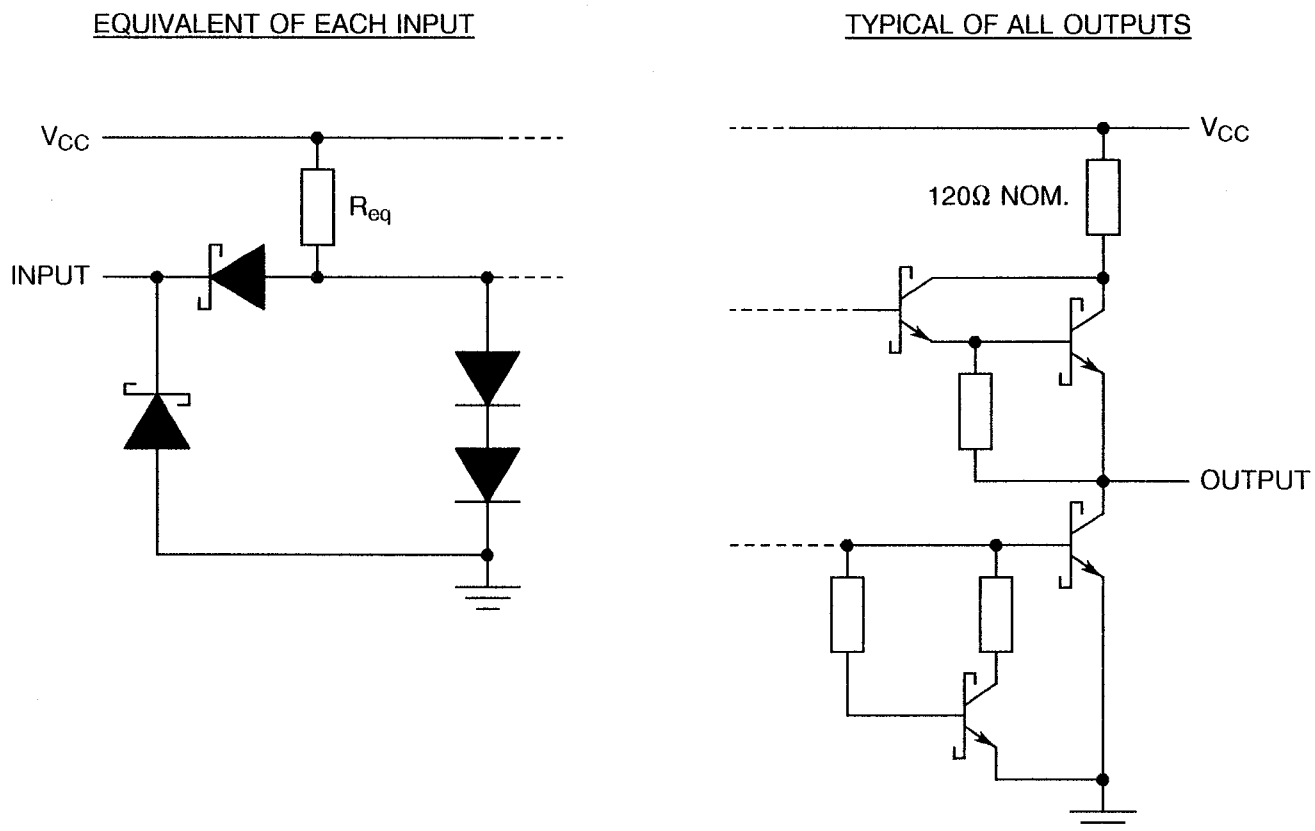 EQUIVALENT OF EACH INPUT
TYPICAL OF ALL OUTPUTS
VCC
Req
INPUT
VCC
120Ω NOM.
OUTPUT